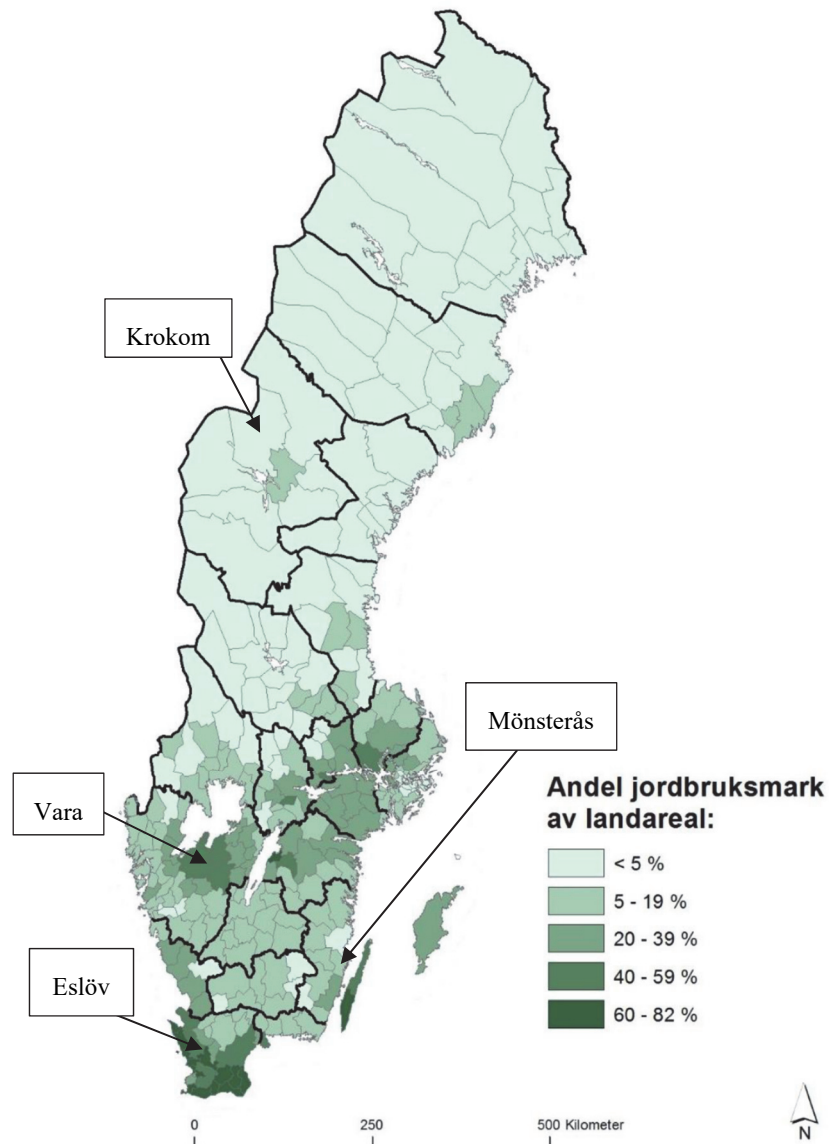 Krokom
Mönsterås
Vara
Eslöv
Andel jordbruksmark
av landareal:
< 5 %
5 - 19 %
20 - 39 %
40 - 59 %
60 - 82 %
0 250 500 Kilometer
N